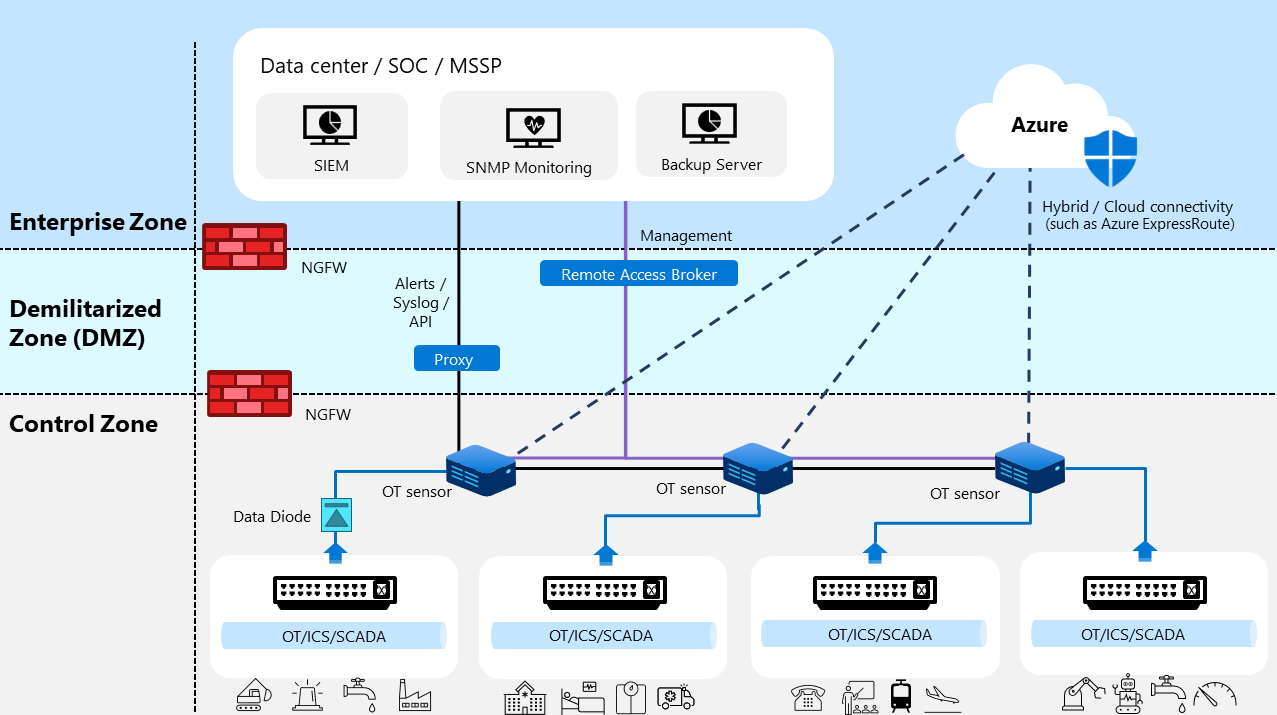 Data center / SOC / MSSP
SIEM
SNMP Monitoring
Backup Server
Azure
Hybrid / Cloud connectivity
(such as Azure ExpressRoute)
Enterprise Zone
NGFW
Management
Remote Access Broker
Alerts /
Syslog /
API
Demilitarized
Zone (DMZ)
Proxy
NGFW
Control Zone
OT sensor
OT sensor
OT sensor
Data Diode
OT/ICS/SCADA
OT/ICS/SCADA
OT/ICS/SCADA
OT/ICS/SCADA